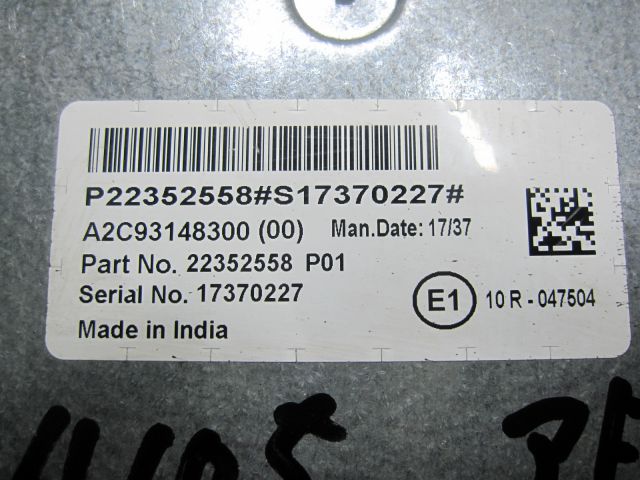 P22352558#S17370227#
A2C93148300 (00) Man.Date: 17/37
Part No. 22352558 P01
Serial No. 17370227
E1 10 R - 047504
Made in India